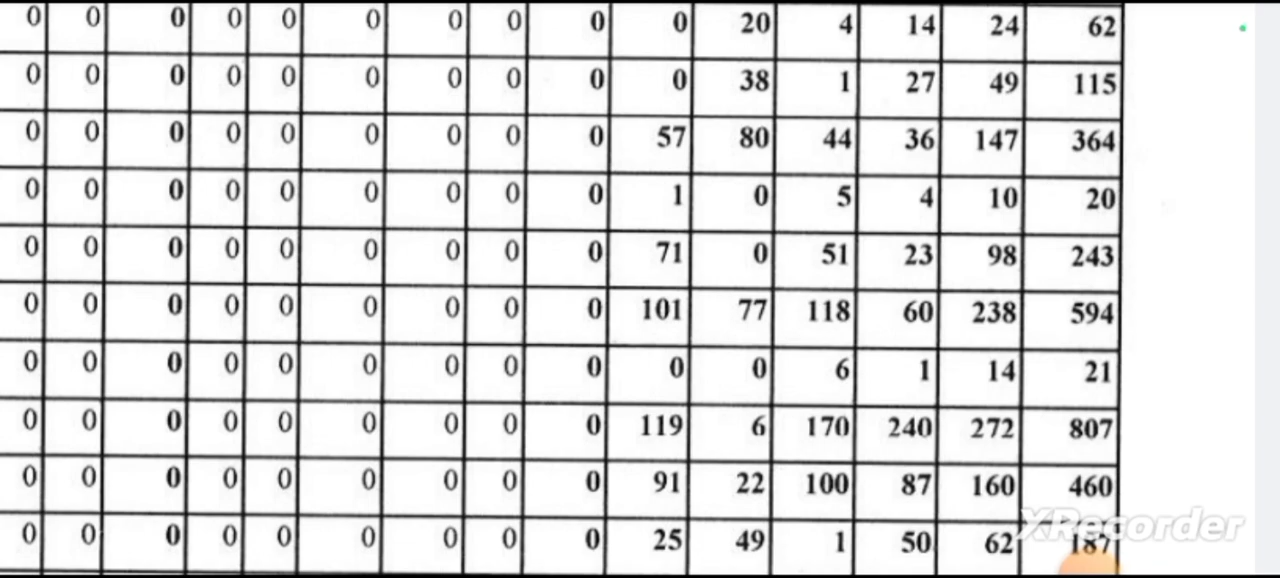 0 0 0 0 0 0 0 0 0 0 20 4 14 24 62
0 0 0 0 0 0 0 0 0 0 38 1 27 49 115
0 0 0 0 0 0 0 0 0 57 80 44 36 147 364
0 0 0 0 0 0 0 0 0 1 0 5 4 10 20
0 0 0 0 0 0 0 0 0 71 0 51 23 98 243
0 0 0 0 0 0 0 0 0 101 77 118 60 238 594
0 0 0 0 0 0 0 0 0 0 0 6 1 14 21
0 0 0 0 0 0 0 0 0 119 6 170 240 272 807
0 0 0 0 0 0 0 0 0 91 22 100 87 160 460
0 0 0 0 0 0 0 0 0 25 49 1 50 62 187
XRecorder